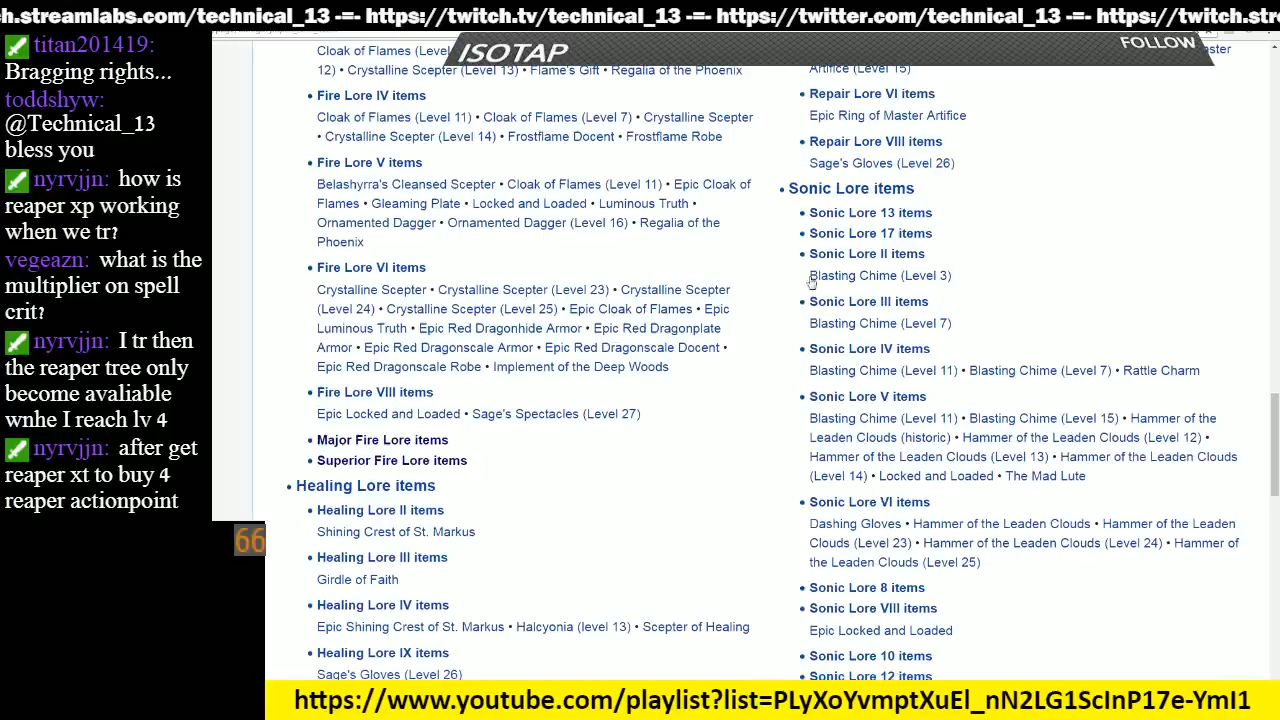 h.streamlabs.com/technical_13 -=- https://twitch.tv/technical_13 -=- https://twitter.com/technical_13 -=- https://twitch.stre
ISOTAP
FOLLOW
titan201419:
Bragging rights...
toddshyw:
@Technical_13
bless you
nyrvjjn: how is
reaper xp working
when we tr?
vegeazn: what is the
multiplier on spell
crit?
nyrvjjn: I tr then
the reaper tree only
become avaliable
wnhe I reach lv 4
nyrvjjn: after get
reaper xt to buy 4
reaper actionpoint
66
Cloak of Flames (Level
12) • Crystalline Scepter (Level 13) • Flame's Gift • Regalia of the Phoenix
• Fire Lore IV items
Cloak of Flames (Level 11) • Cloak of Flames (Level 7) • Crystalline Scepter
• Crystalline Scepter (Level 14) • Frostflame Docent • Frostflame Robe
• Fire Lore V items
Belashyrra's Cleansed Scepter • Cloak of Flames (Level 11) • Epic Cloak of
Flames • Gleaming Plate • Locked and Loaded • Luminous Truth •
Ornamented Dagger • Ornamented Dagger (Level 16) • Regalia of the
Phoenix
• Fire Lore VI items
Crystalline Scepter • Crystalline Scepter (Level 23) • Crystalline Scepter
(Level 24) • Crystalline Scepter (Level 25) • Epic Cloak of Flames • Epic
Luminous Truth • Epic Red Dragonhide Armor • Epic Red Dragonplate
Armor • Epic Red Dragonscale Armor • Epic Red Dragonscale Docent •
Epic Red Dragonscale Robe • Implement of the Deep Woods
• Fire Lore VIII items
Epic Locked and Loaded • Sage's Spectacles (Level 27)
• Major Fire Lore items
• Superior Fire Lore items
• Healing Lore items
• Healing Lore II items
Shining Crest of St. Markus
• Healing Lore III items
Girdle of Faith
• Healing Lore IV items
Epic Shining Crest of St. Markus • Halcyonia (level 13) • Scepter of Healing
• Healing Lore IX items
Sage's Gloves (Level 26)
Artifice (Level 15)
• Repair Lore VI items
Epic Ring of Master Artifice
• Repair Lore VIII items
Sage's Gloves (Level 26)
• Sonic Lore items
• Sonic Lore 13 items
• Sonic Lore 17 items
• Sonic Lore II items
Blasting Chime (Level 3)
• Sonic Lore III items
Blasting Chime (Level 7)
• Sonic Lore IV items
Blasting Chime (Level 11) • Blasting Chime (Level 7) • Rattle Charm
• Sonic Lore V items
Blasting Chime (Level 11) • Blasting Chime (Level 15) • Hammer of the
Leaden Clouds (historic) • Hammer of the Leaden Clouds (Level 12) •
Hammer of the Leaden Clouds (Level 13) • Hammer of the Leaden Clouds
(Level 14) • Locked and Loaded • The Mad Lute
• Sonic Lore VI items
Dashing Gloves • Hammer of the Leaden Clouds • Hammer of the Leaden
Clouds (Level 23) • Hammer of the Leaden Clouds (Level 24) • Hammer of
the Leaden Clouds (Level 25)
• Sonic Lore 8 items
• Sonic Lore VIII items
Epic Locked and Loaded
• Sonic Lore 10 items
• Sonic Lore 12 items
https://www.youtube.com/playlist?list=PLyXoYvmptXuEl_nN2LG1ScInP17e-YmI1